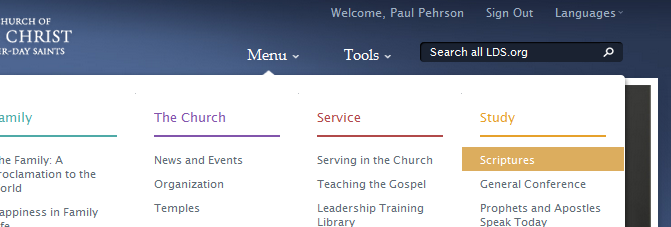 Welcome, Paul Pehrson Sign Out Languages
CHURCH OF
CHRIST
ER-DAY SAINTS
Menu Tools Search all LDS.org
amily The Church Service Study
he Family: A
roclamation to the
orld
appiness in Family
ife
News and Events
Organization
Temples
Serving in the Church
Teaching the Gospel
Leadership Training
Library
Scriptures
General Conference
Prophets and Apostles
Speak Today